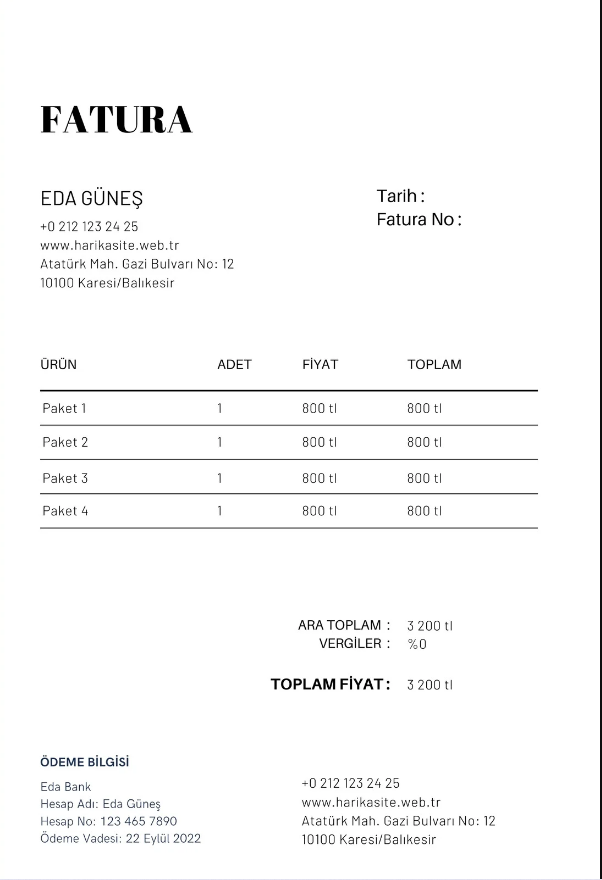 FATURA
EDA GÜNEŞ
+0 212 123 24 25
www.harikasite.web.tr
Atatürk Mah. Gazi Bulvarı No: 12
10100 Karesi/Balıkesir
Tarih :
Fatura No :
ÜRÜN ADET FİYAT TOPLAM
Paket 1 1 800 tl 800 tl
Paket 2 1 800 tl 800 tl
Paket 3 1 800 tl 800 tl
Paket 4 1 800 tl 800 tl
ARA TOPLAM : 3 200 tl
VERGİLER : %0
TOPLAM FİYAT : 3 200 tl
ÖDEME BİLGİSİ
Eda Bank
Hesap Adı: Eda Güneş
Hesap No: 123 465 7890
Ödeme Vadesi: 22 Eylül 2022
+0 212 123 24 25
www.harikasite.web.tr
Atatürk Mah. Gazi Bulvarı No: 12
10100 Karesi/Balıkesir